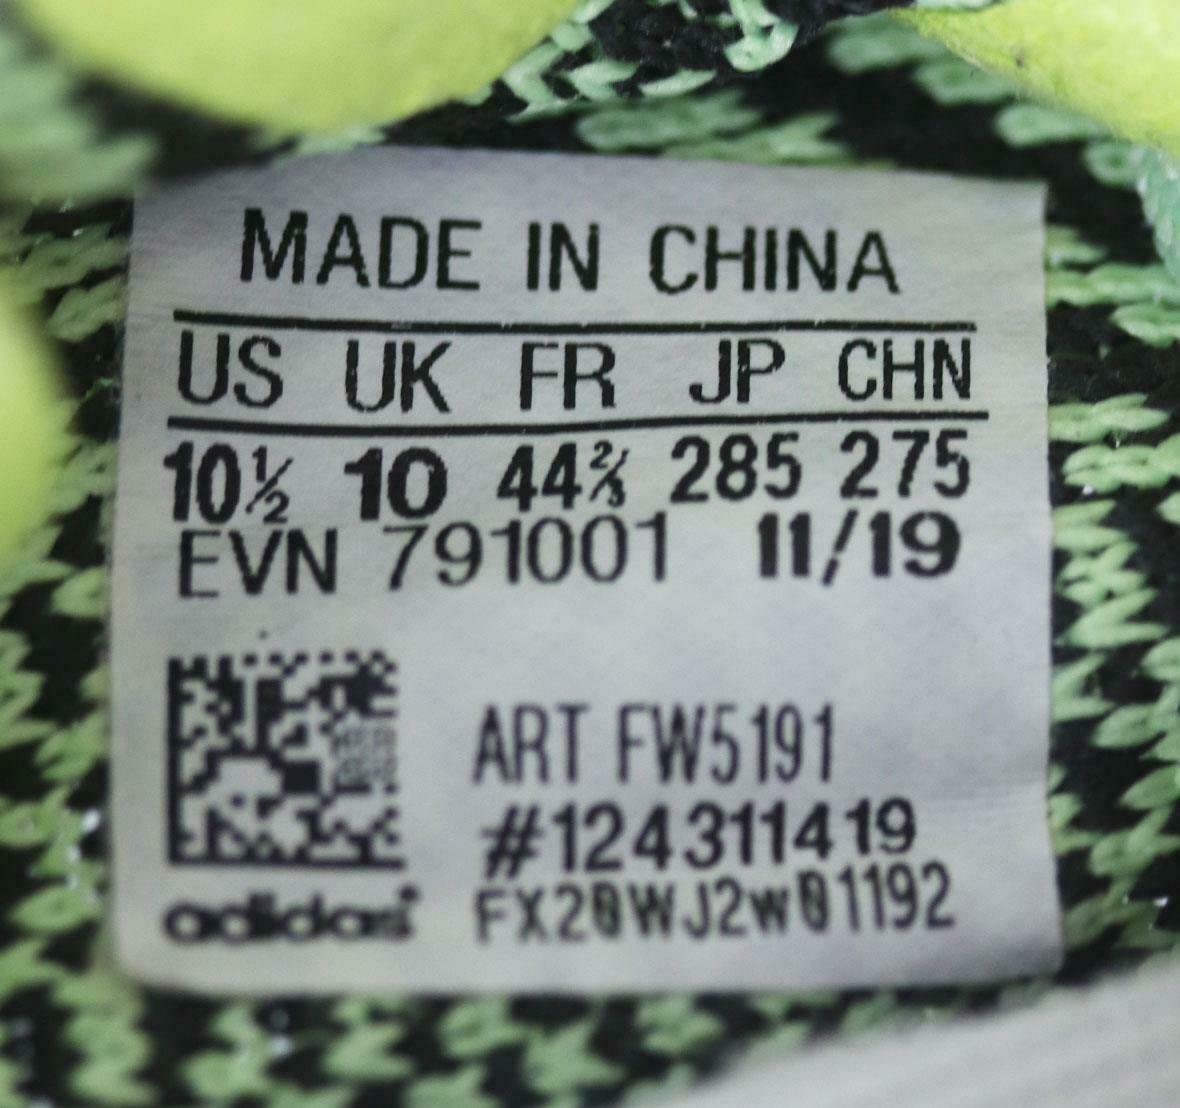 MADE IN CHINA
US UK FR JP CHN
10½ 10 44⅔ 285 275
EVN 791001 11/19
ART FW5191
#124311419
FX20WJ2W01192
adidas